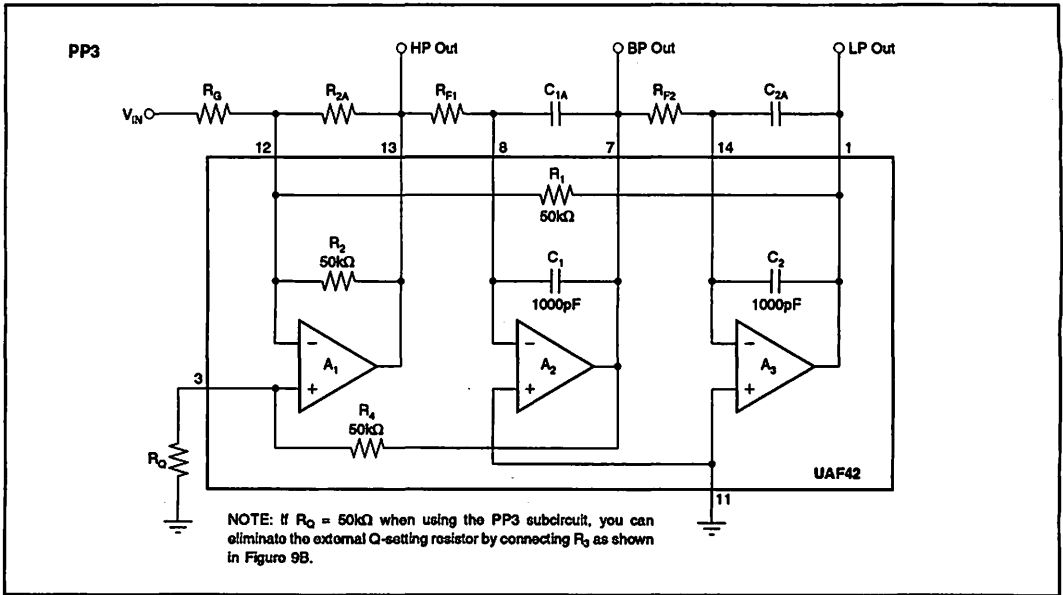 PP3
HP Out
BP Out
LP Out
R_G
R_2A
R_F1
C_1A
R_F2
C_2A
V_IN
12
13
8
7
14
1
R_1
50kΩ
R_2
50kΩ
C_1
1000pF
C_2
1000pF
−
A_1
+
−
A_2
+
−
A_3
+
3
R_4
50kΩ
R_Q
UAF42
11
NOTE: If R_Q = 50kΩ when using the PP3 subcircuit, you can
eliminate the external Q-setting resistor by connecting R_3 as shown
in Figure 9B.